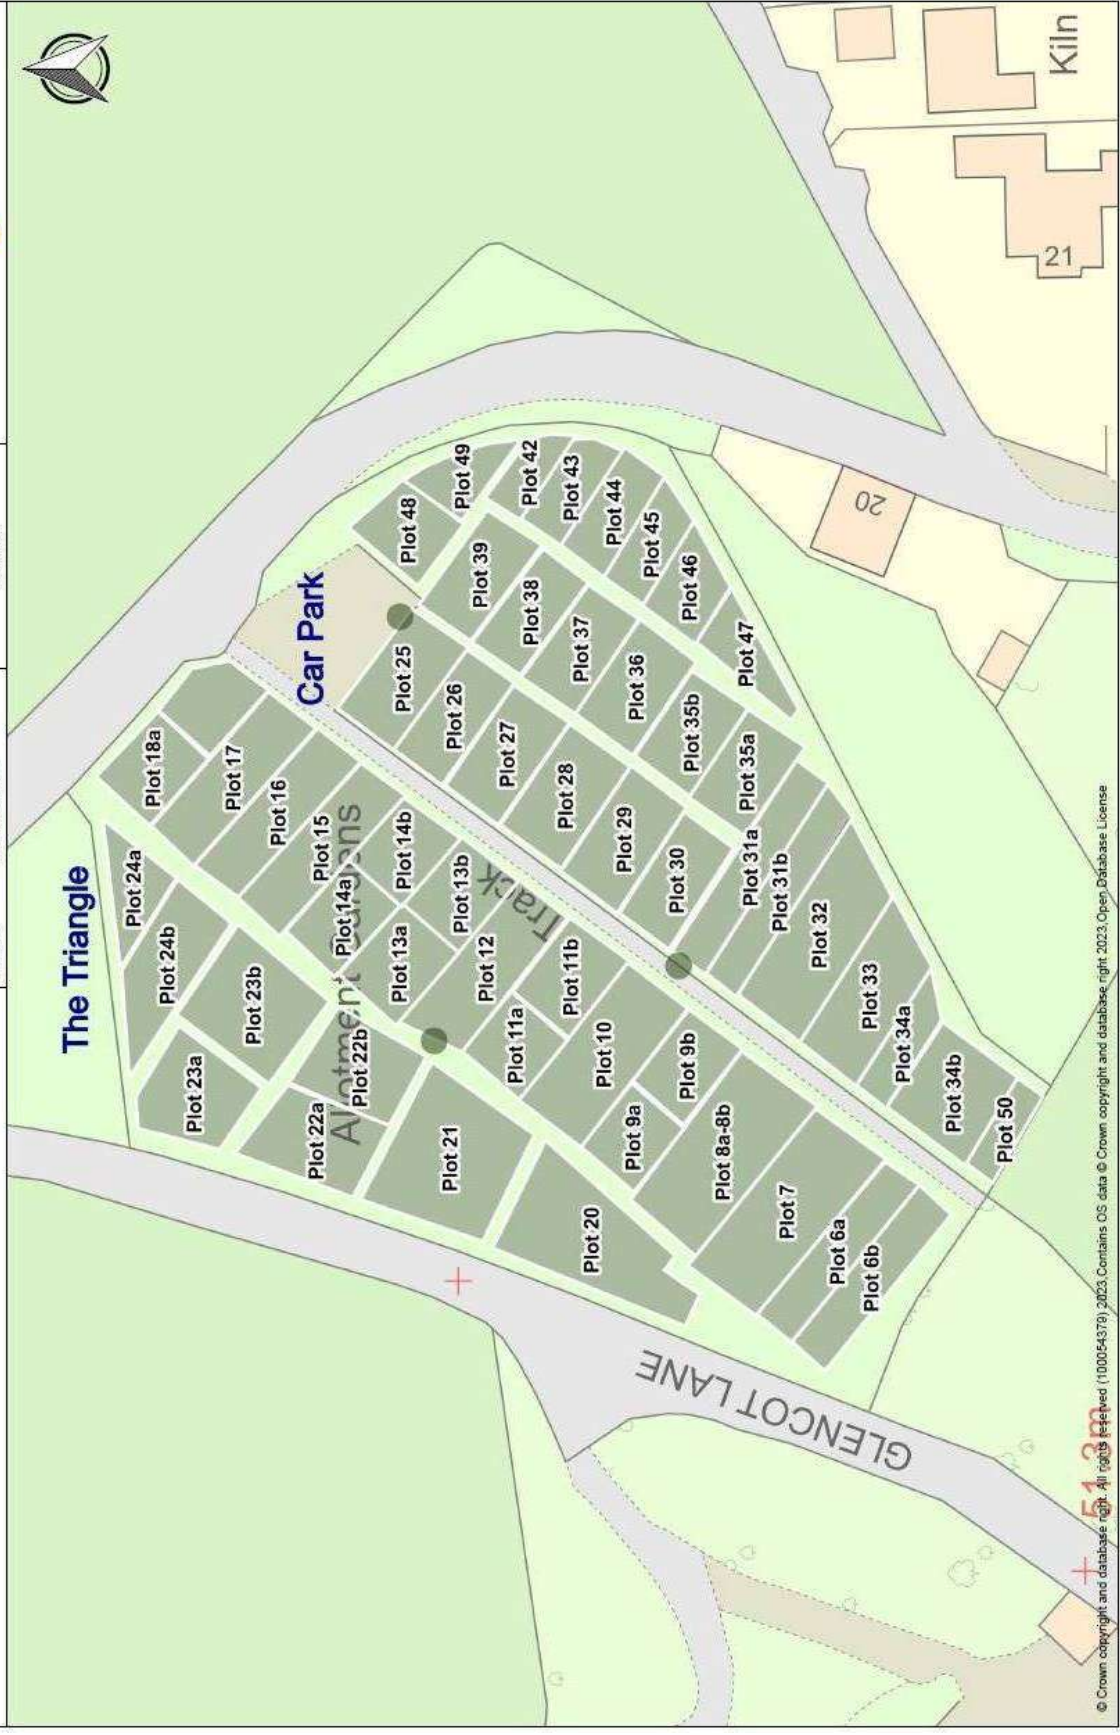 The Triangle
Car Park
Allotment Gardens
Track
GLENCOT LANE
Kiln
21
20
51.3m
Plot 18a
Plot 17
Plot 16
Plot 15
Plot 14a
Plot 14b
Plot 13a
Plot 13b
Plot 12
Plot 11a
Plot 11b
Plot 10
Plot 9a
Plot 9b
Plot 8a-8b
Plot 7
Plot 6a
Plot 6b
Plot 24a
Plot 24b
Plot 23a
Plot 23b
Plot 22a
Plot 22b
Plot 21
Plot 20
Plot 25
Plot 26
Plot 27
Plot 28
Plot 29
Plot 30
Plot 31a
Plot 31b
Plot 32
Plot 33
Plot 34a
Plot 34b
Plot 50
Plot 35a
Plot 35b
Plot 36
Plot 37
Plot 38
Plot 39
Plot 48
Plot 49
Plot 42
Plot 43
Plot 44
Plot 45
Plot 46
Plot 47
© Crown copyright and database right. All rights reserved (100054379) 2023,Contains OS data © Crown copyright and database right 2023,Open Database License